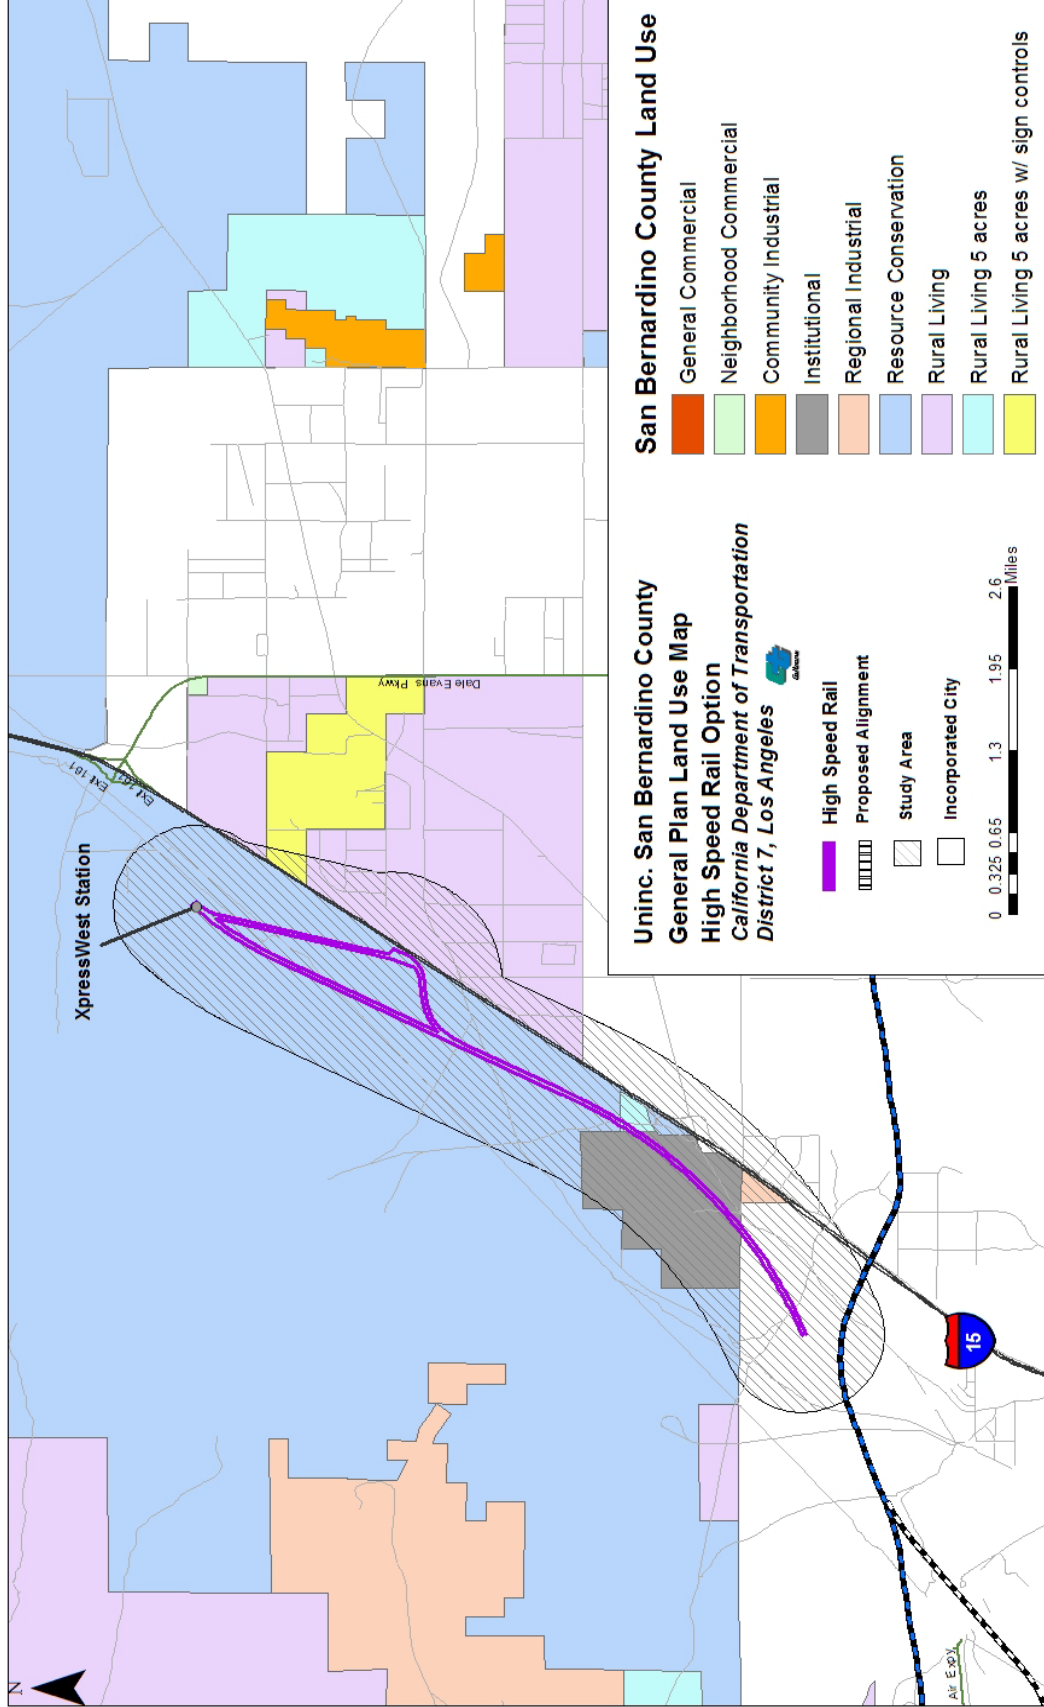 N
XpressWest Station
Exit 161
Exit 161
Dale Evans Pkwy
Air Expy
15
Uninc. San Bernardino County
General Plan Land Use Map
High Speed Rail Option
California Department of Transportation
District 7, Los Angeles
High Speed Rail
Proposed Alignment
Study Area
Incorporated City
0 0.325 0.65 1.3 1.95 2.6
Miles
San Bernardino County Land Use
General Commercial
Neighborhood Commercial
Community Industrial
Institutional
Regional Industrial
Resource Conservation
Rural Living
Rural Living 5 acres
Rural Living 5 acres w/ sign controls